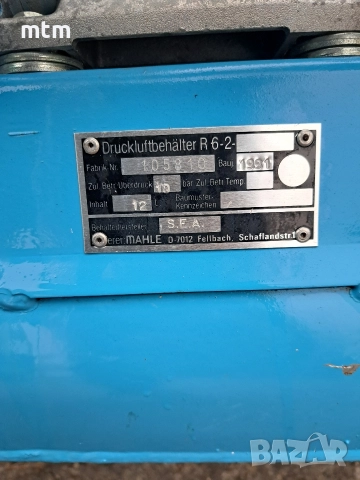 mtm
Druckluftbehälter R 6-2-
Fabrik Nr. 105810 Bauj. 1991
Zul. Betr. Überdruck 10 bar Zul. Betr. Temp.
Inhalt 12 L Baumuster-
Kennzeichen
Behälterhersteller S.E.A.
MAHLE D-7012 Fellbach, Schaflandstr.
BAZAR